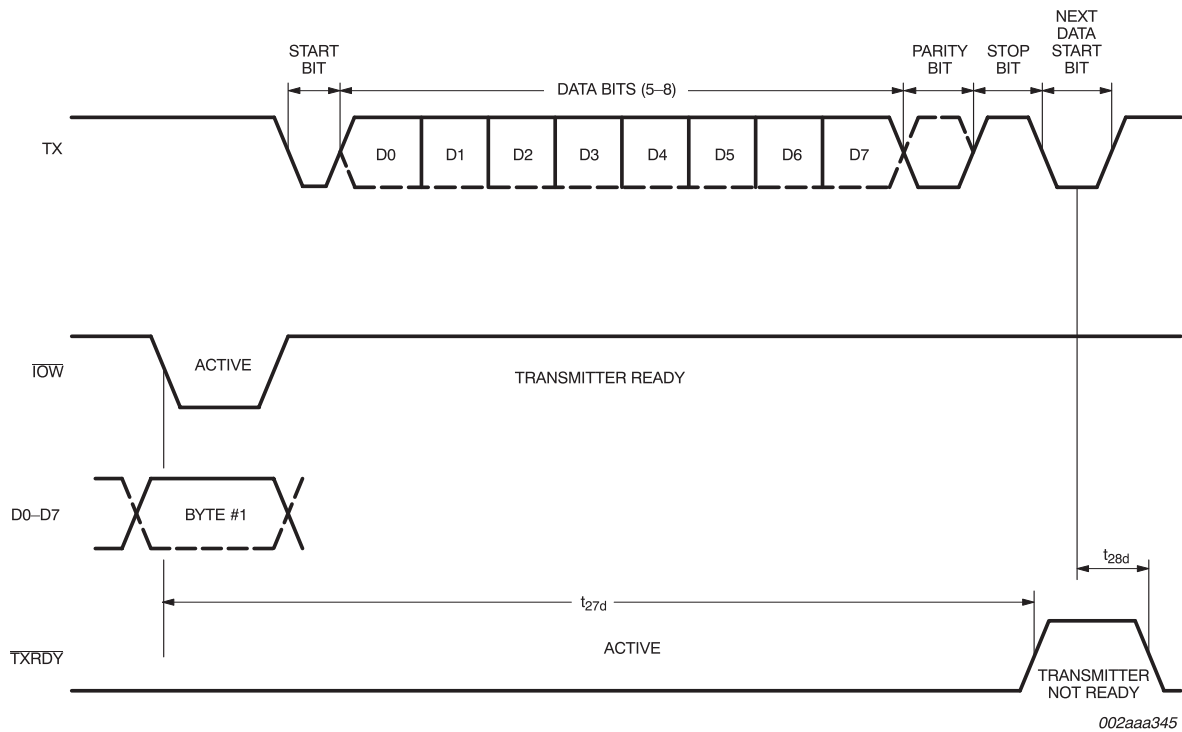 START
BIT
DATA BITS (5–8)
PARITY
BIT
STOP
BIT
NEXT
DATA
START
BIT
TX
D0 D1 D2 D3 D4 D5 D6 D7
IOW
ACTIVE
TRANSMITTER READY
D0–D7
BYTE #1
t28d
t27d
TXRDY
ACTIVE
TRANSMITTER
NOT READY
002aaa345